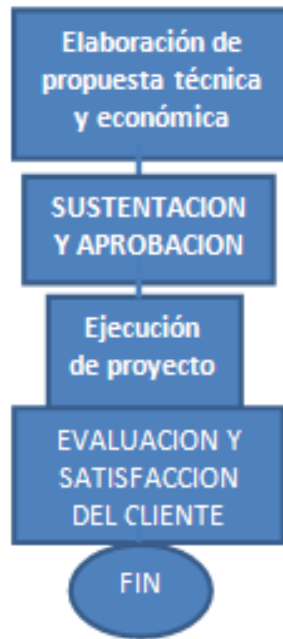 Elaboración de
propuesta técnica
y económica
SUSTENTACION
Y APROBACION
Ejecución
de proyecto
EVALUACION Y
SATISFACCION
DEL CLIENTE
FIN